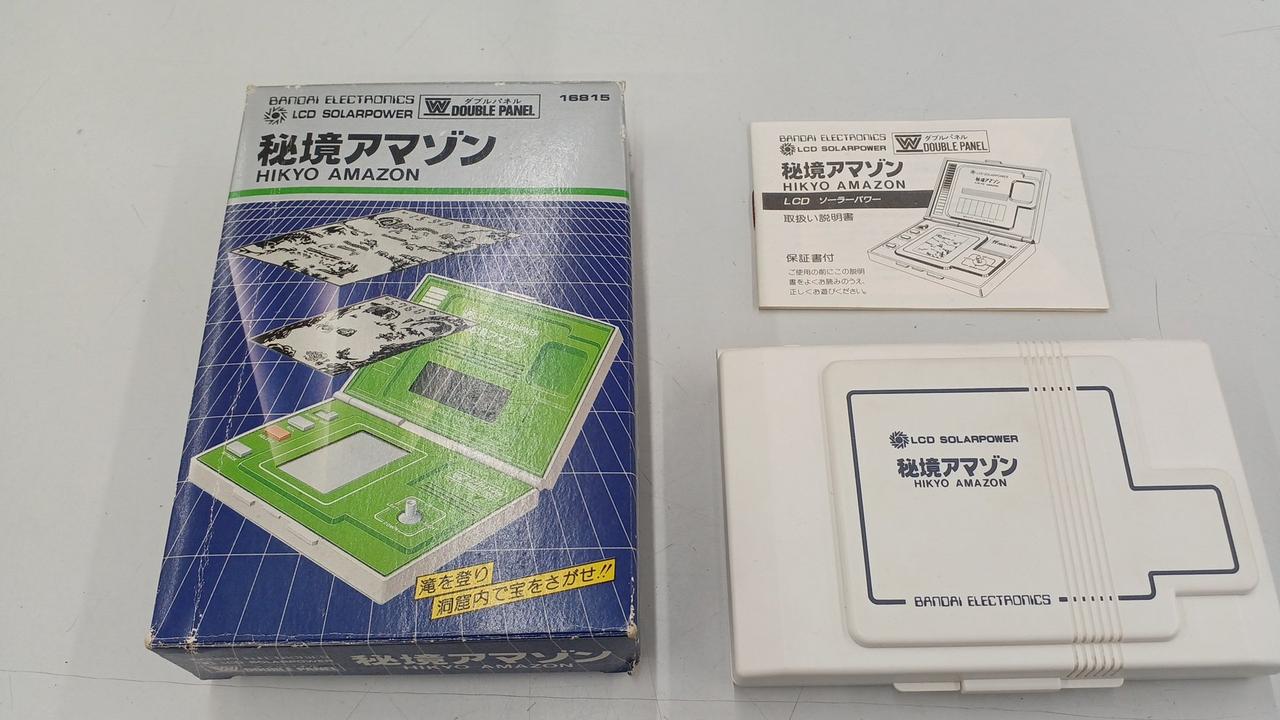 BANDAI ELECTRONICS
LCD SOLARPOWER
W ダブルパネル DOUBLE PANEL
16815
秘境アマゾン
HIKYO AMAZON
滝を登り
洞窟内で宝をさがせ!!
LCD SOLARPOWER
W DOUBLE PANEL
秘境アマゾン
HIKYO AMAZON
BANDAI ELECTRONICS
LCD SOLARPOWER
W ダブルパネル DOUBLE PANEL
秘境アマゾン
HIKYO AMAZON
LCD ソーラーパワー
取扱い説明書
保証書付
ご使用の前にこの説明
書をよくお読みのうえ、
正しくお遊びください。
LCD SOLARPOWER
秘境アマゾン
HIKYO AMAZON
BANDAI ELECTRONICS